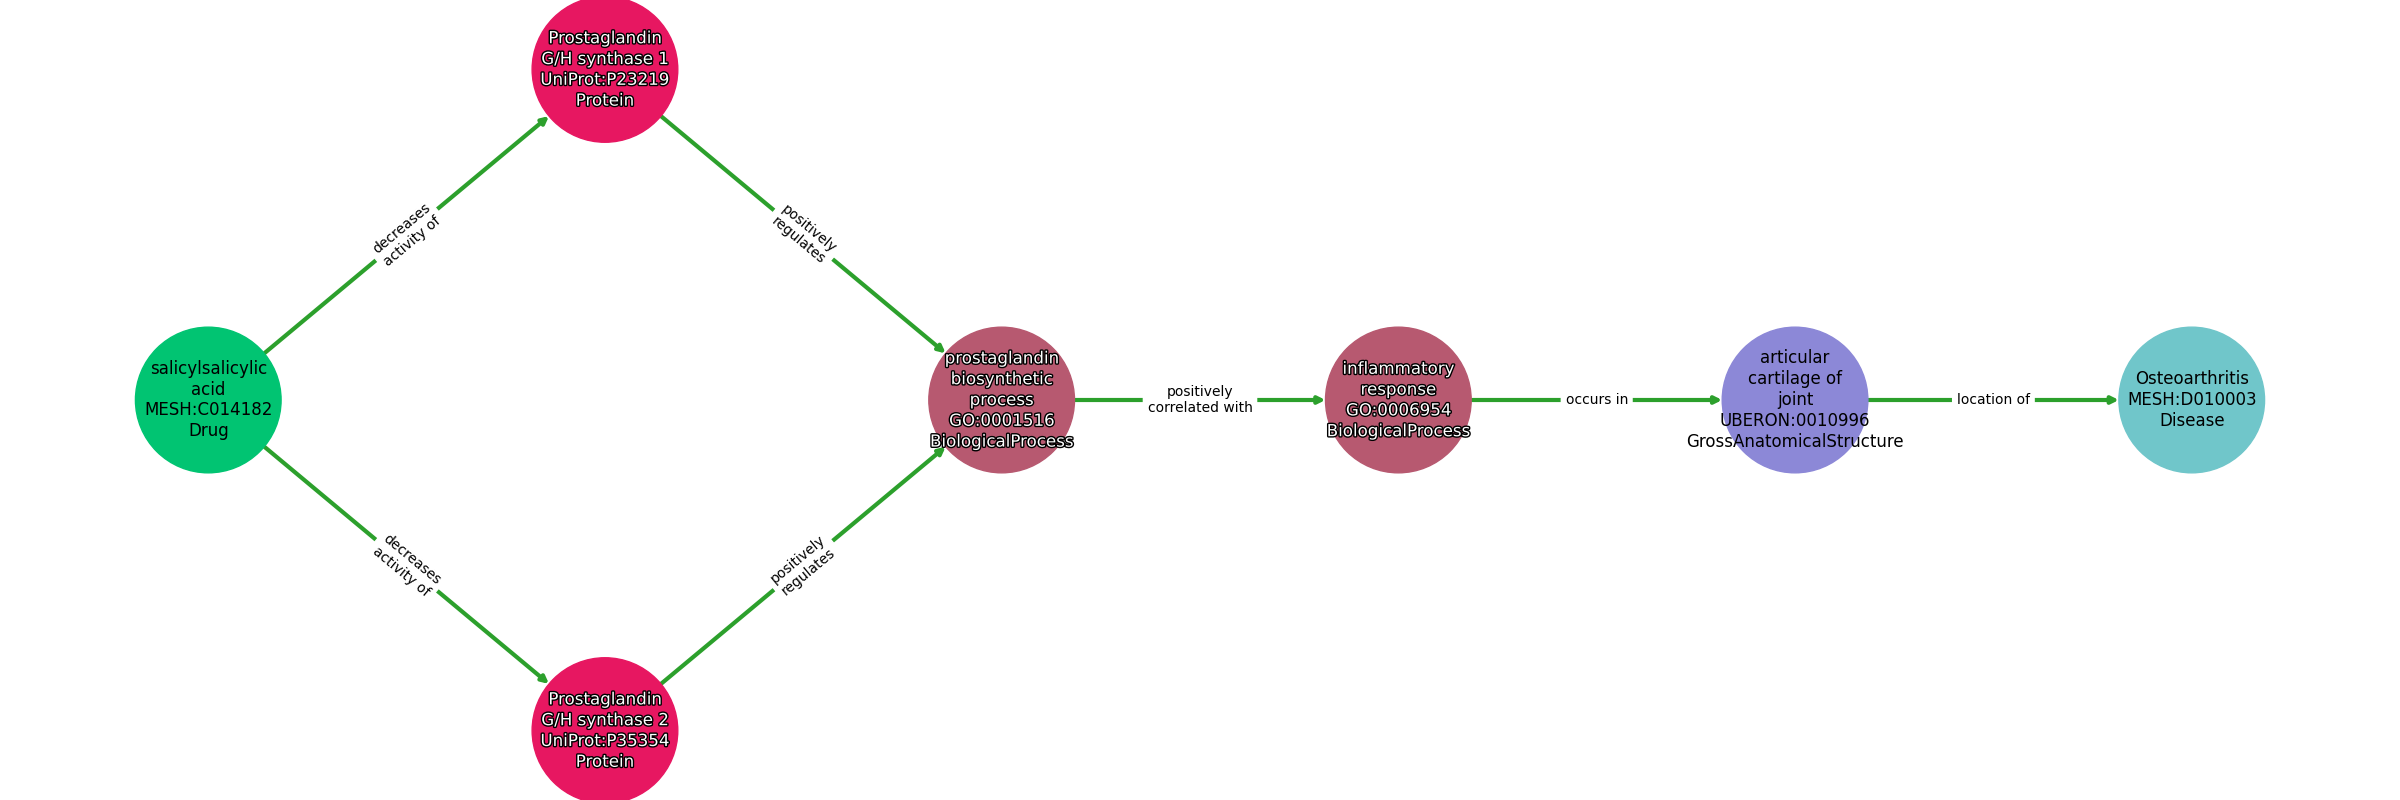 Prostaglandin
G/H synthase 1
UniProt:P23219
Protein
decreases
activity of
positively
regulates
salicylsalicylic
acid
MESH:C014182
Drug
prostaglandin
biosynthetic
process
GO:0001516
BiologicalProcess
positively
correlated with
inflammatory
response
GO:0006954
BiologicalProcess
occurs in
articular
cartilage of
joint
UBERON:0010996
GrossAnatomicalStructure
location of
Osteoarthritis
MESH:D010003
Disease
decreases
activity of
positively
regulates
Prostaglandin
G/H synthase 2
UniProt:P35354
Protein